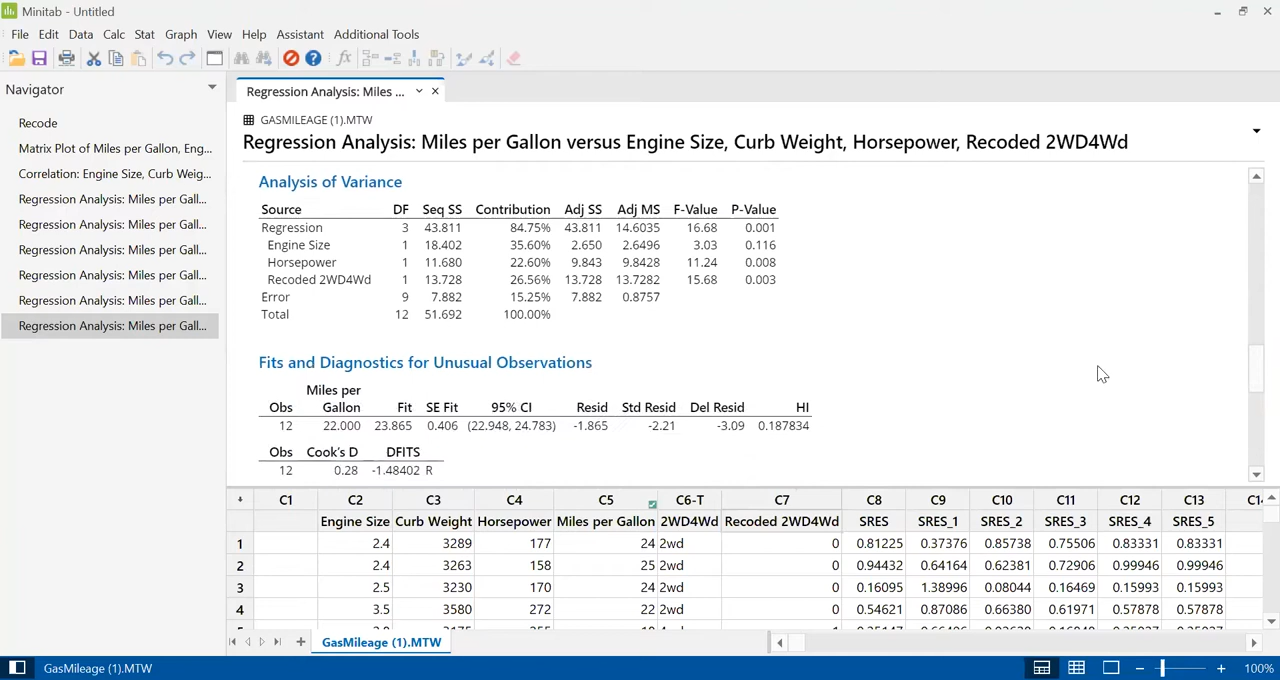 Minitab - Untitled
File Edit Data Calc Stat Graph View Help Assistant Additional Tools
Navigator
Recode
Matrix Plot of Miles per Gallon, Eng...
Correlation: Engine Size, Curb Weig...
Regression Analysis: Miles per Gall...
Regression Analysis: Miles per Gall...
Regression Analysis: Miles per Gall...
Regression Analysis: Miles per Gall...
Regression Analysis: Miles per Gall...
Regression Analysis: Miles per Gall...
Regression Analysis: Miles ...
GASMILEAGE (1).MTW
Regression Analysis: Miles per Gallon versus Engine Size, Curb Weight, Horsepower, Recoded 2WD4Wd
Analysis of Variance
Source DF Seq SS Contribution Adj SS Adj MS F-Value P-Value
Regression 3 43.811 84.75% 43.811 14.6035 16.68 0.001
Engine Size 1 18.402 35.60% 2.650 2.6496 3.03 0.116
Horsepower 1 11.680 22.60% 9.843 9.8428 11.24 0.008
Recoded 2WD4Wd 1 13.728 26.56% 13.728 13.7282 15.68 0.003
Error 9 7.882 15.25% 7.882 0.8757
Total 12 51.692 100.00%
Fits and Diagnostics for Unusual Observations
Miles per
Obs Gallon Fit SE Fit 95% CI Resid Std Resid Del Resid HI
12 22.000 23.865 0.406 (22.948, 24.783) -1.865 -2.21 -3.09 0.187834
Obs Cook's D DFITS
12 0.28 -1.48402 R
C1 C2 C3 C4 C5 C6-T C7 C8 C9 C10 C11 C12 C13
Engine Size Curb Weight Horsepower Miles per Gallon 2WD4Wd Recoded 2WD4Wd SRES SRES_1 SRES_2 SRES_3 SRES_4 SRES_5
1 2.4 3289 177 24 2wd 0 0.81225 0.37376 0.85738 0.75506 0.83331 0.83331
2 2.4 3263 158 25 2wd 0 0.94432 0.64164 0.62381 0.72906 0.99946 0.99946
3 2.5 3230 170 24 2wd 0 0.16095 1.38996 0.08044 0.16469 0.15993 0.15993
4 3.5 3580 272 22 2wd 0 0.54621 0.87086 0.66380 0.61971 0.57878 0.57878
GasMileage (1).MTW
GasMileage (1).MTW
100%